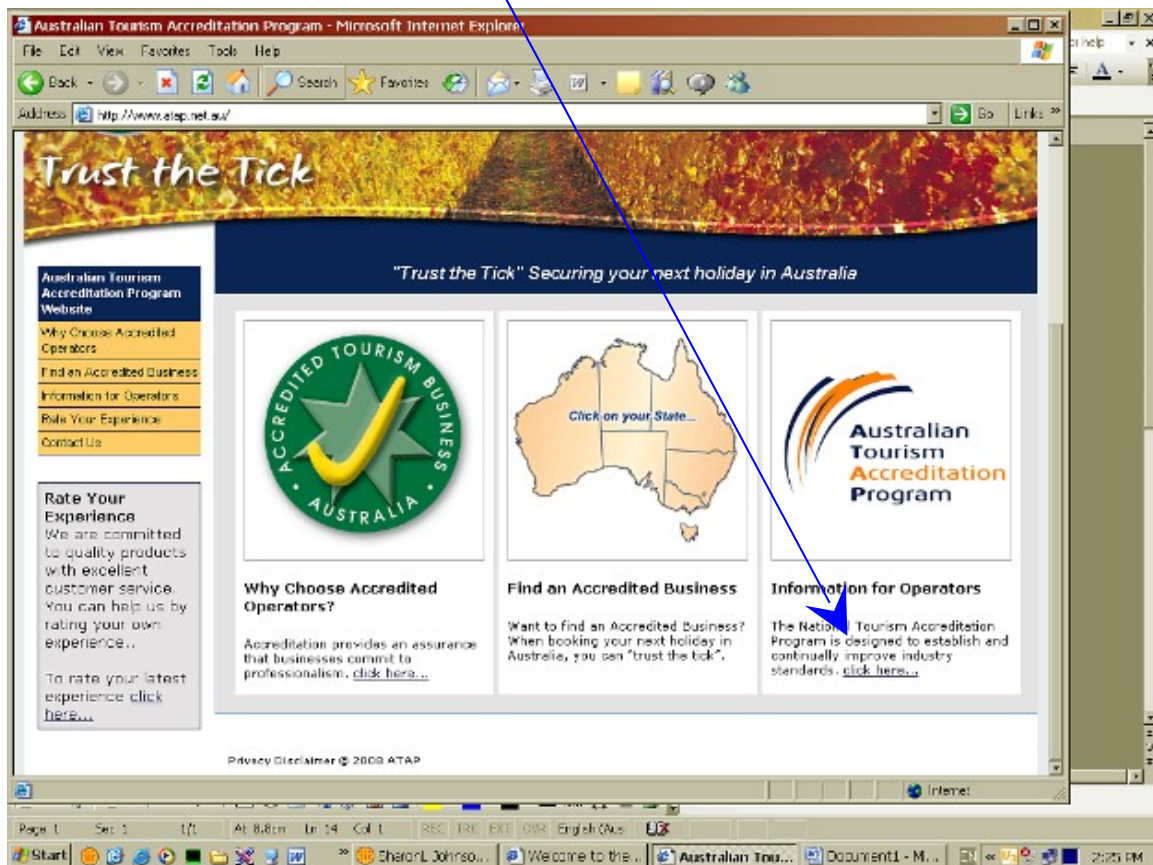 Australian Tourism Accreditation Program - Microsoft Internet Explorer
or help
File Edit View Favorites Tools Help
Back
Search
Favorites
Address http://www.atap.net.au/
Go
Links
Trust the Tick
"Trust the Tick" Securing your next holiday in Australia
Australian Tourism
Accreditation Program
Website
Why Choose Accredited
Operators
Find an Accredited Business
Information for Operators
Rate Your Experience
Contact Us
Rate Your
Experience
We are committed
to quality products
with excellent
customer service.
You can help us by
rating your own
experience..
To rate your latest
experience click
here...
ACCREDITED TOURISM BUSINESS
AUSTRALIA
Why Choose Accredited
Operators?
Accreditation provides an assurance
that businesses commit to
professionalism. click here...
Click on your State...
Find an Accredited Business
Want to find an Accredited Business?
When booking your next holiday in
Australia, you can "trust the tick".
Australian
Tourism
Accreditation
Program
Information for Operators
The National Tourism Accreditation
Program is designed to establish and
continually improve industry
standards. click here...
Privacy Disclaimer © 2008 ATAP
Internet
Page 1 Sec 1 1/1 At 8.8cm Ln 14 Col 1 REC TRK EXT OVR English (Aus
Start
SharonL Johnso...
Welcome to the...
Australian Tou...
Document1 - M...
2:25 PM